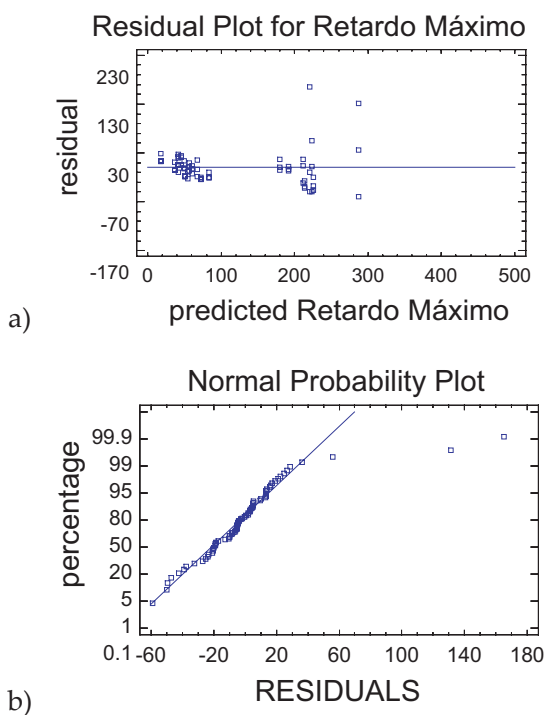 Residual Plot for Retardo Máximo
230
130
30
-70
-170
residual
0 100 200 300 400 500
predicted Retardo Máximo
a)
Normal Probability Plot
99.9
99
95
80
50
20
5
1
0.1
percentage
-60 -20 20 60 100 140 180
RESIDUALS
b)